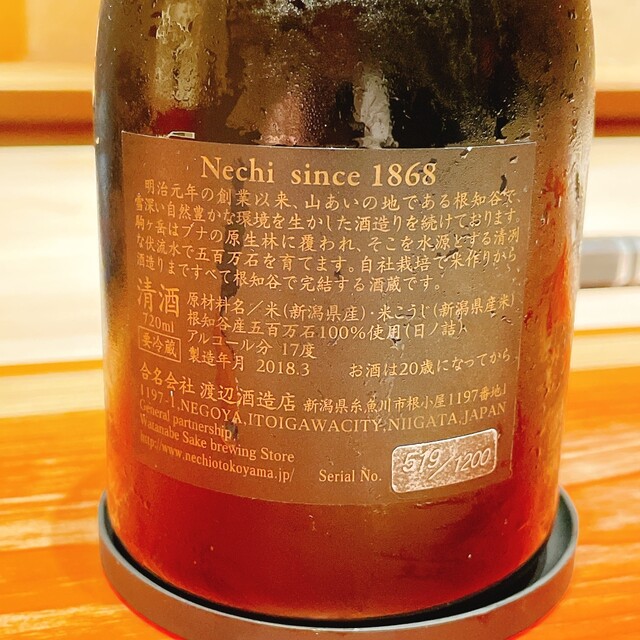 Nechi since 1868
明治元年の創業以来、山あいの地である根知谷で、
雪深い自然豊かな環境を生かした酒造りを続けております。
駒ヶ岳はブナの原生林に覆われ、そこを水源とする清冽
な伏流水で五百万石を育てます。自社栽培で米作りから
酒造りまですべて根知谷で完結する酒蔵です。
清酒 原材料名／米(新潟県産)・米こうじ(新潟県産米)
720ml 根知谷産五百万石100%使用(日ノ詰)
要冷蔵 アルコール分 17度
製造年月 2018.3 お酒は20歳になってから
合名会社 渡辺酒造店 新潟県糸魚川市根小屋1197番地1
1197-1,NEGOYA,ITOIGAWACITY,NIIGATA,JAPAN
General partnership
Watanabe Sake brewing Store
http://www.nechiotokoyama.jp/ Serial No. 519/1200